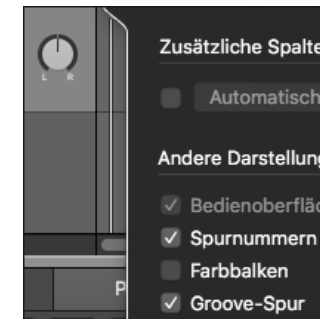 L R
Zusätzliche Spalte
Automatisch
Andere Darstellung
Bedienoberfläc
Spurnummern
Farbbalken
P
Groove-Spur